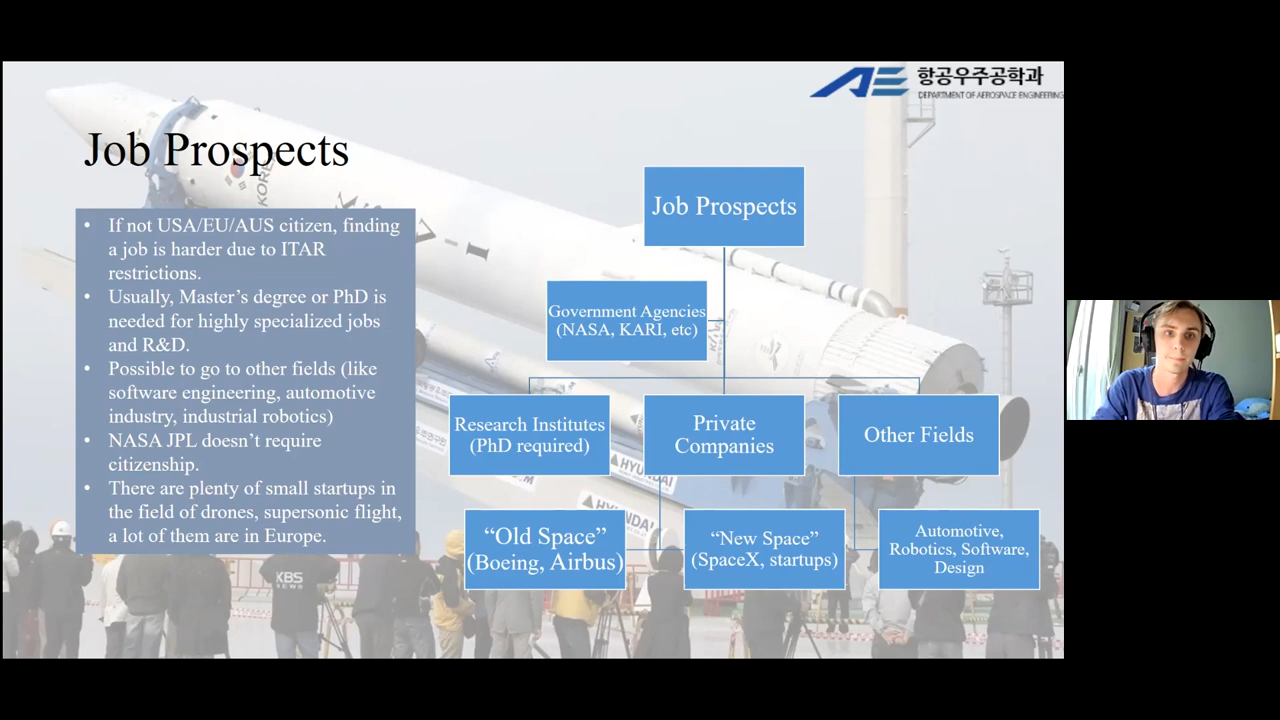 항공우주공학과
DEPARTMENT OF AEROSPACE ENGINEERING
Job Prospects
• If not USA/EU/AUS citizen, finding
a job is harder due to ITAR
restrictions.
• Usually, Master's degree or PhD is
needed for highly specialized jobs
and R&D.
• Possible to go to other fields (like
software engineering, automotive
industry, industrial robotics)
• NASA JPL doesn't require
citizenship.
• There are plenty of small startups in
the field of drones, supersonic flight,
a lot of them are in Europe.
Job Prospects
Government Agencies
(NASA, KARI, etc)
Research Institutes
(PhD required)
Private
Companies
Other Fields
“Old Space”
(Boeing, Airbus)
“New Space”
(SpaceX, startups)
Automotive,
Robotics, Software,
Design
KOREA
HYUNDAI
HYUNDAI
KBS
NEWS